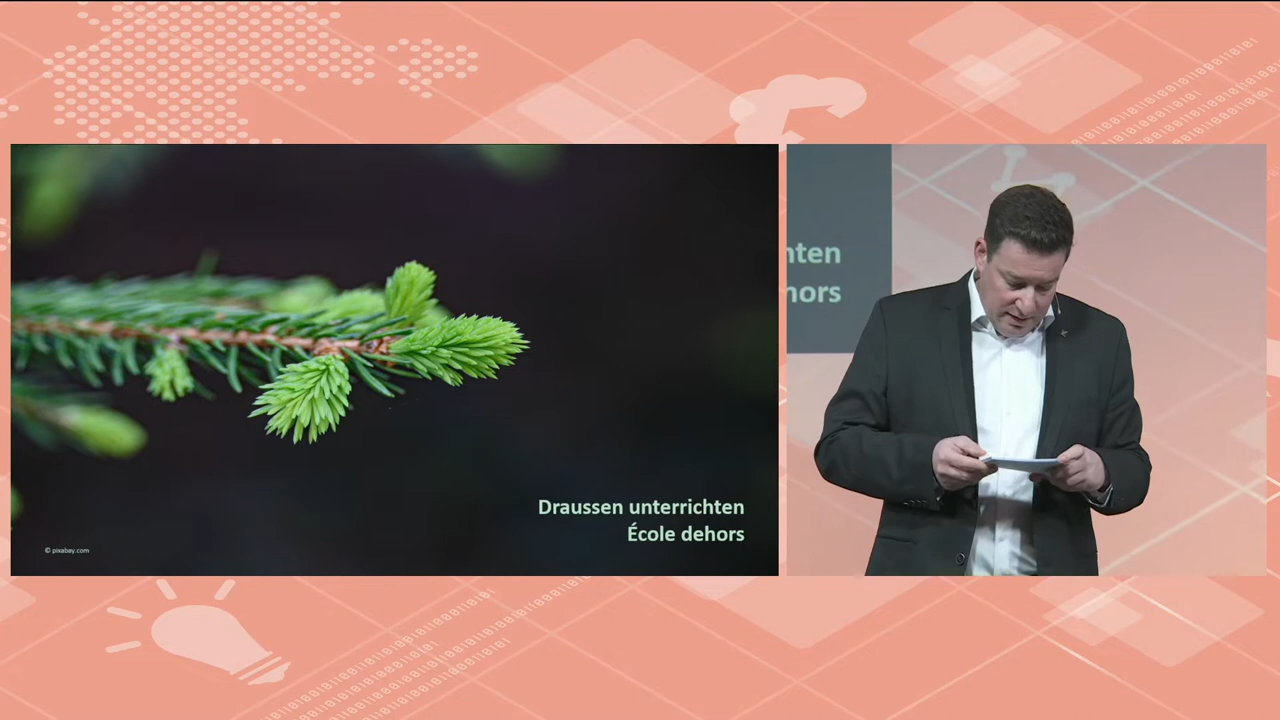 Draussen unterrichten
École dehors
© pixabay.com
nten
hors